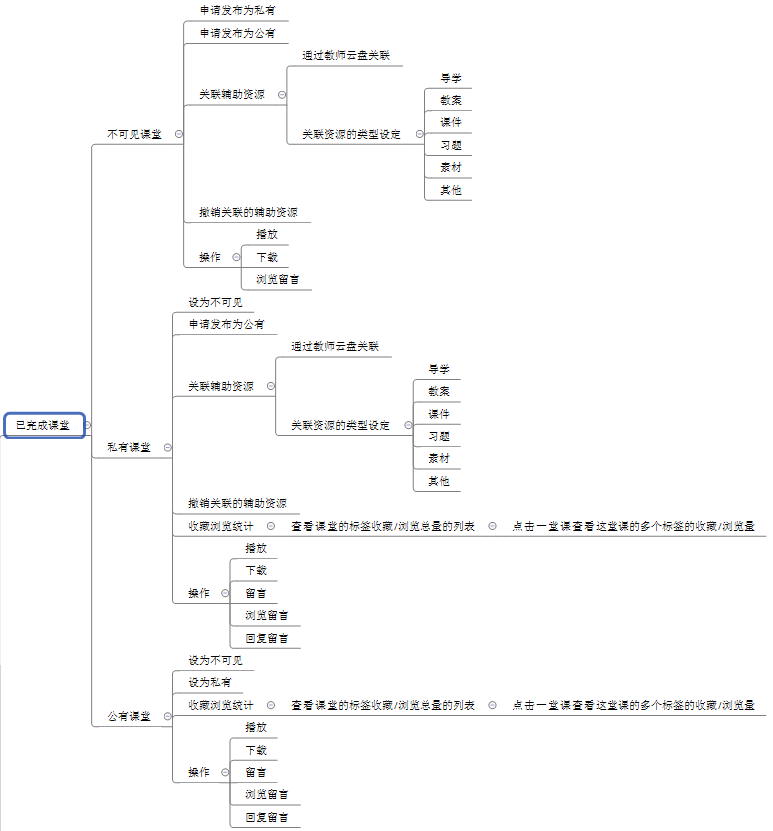 申请发布为私有
申请发布为公有
通过教师云盘关联
导学
教案
关联辅助资源
课件
不可见课堂
关联资源的类型设定
习题
素材
其他
撤销关联的辅助资源
播放
操作
下载
浏览留言
设为不可见
申请发布为公有
通过教师云盘关联
导学
关联辅助资源
教案
课件
已完成课堂
关联资源的类型设定
习题
私有课堂
素材
其他
撤销关联的辅助资源
收藏浏览统计 查看课堂的标签收藏/浏览总量的列表 点击一堂课查看这堂课的多个标签的收藏/浏览量
播放
下载
操作
留言
浏览留言
回复留言
设为不可见
设为私有
收藏浏览统计 查看课堂的标签收藏/浏览总量的列表 点击一堂课查看这堂课的多个标签的收藏/浏览量
公有课堂
播放
下载
操作
留言
浏览留言
回复留言